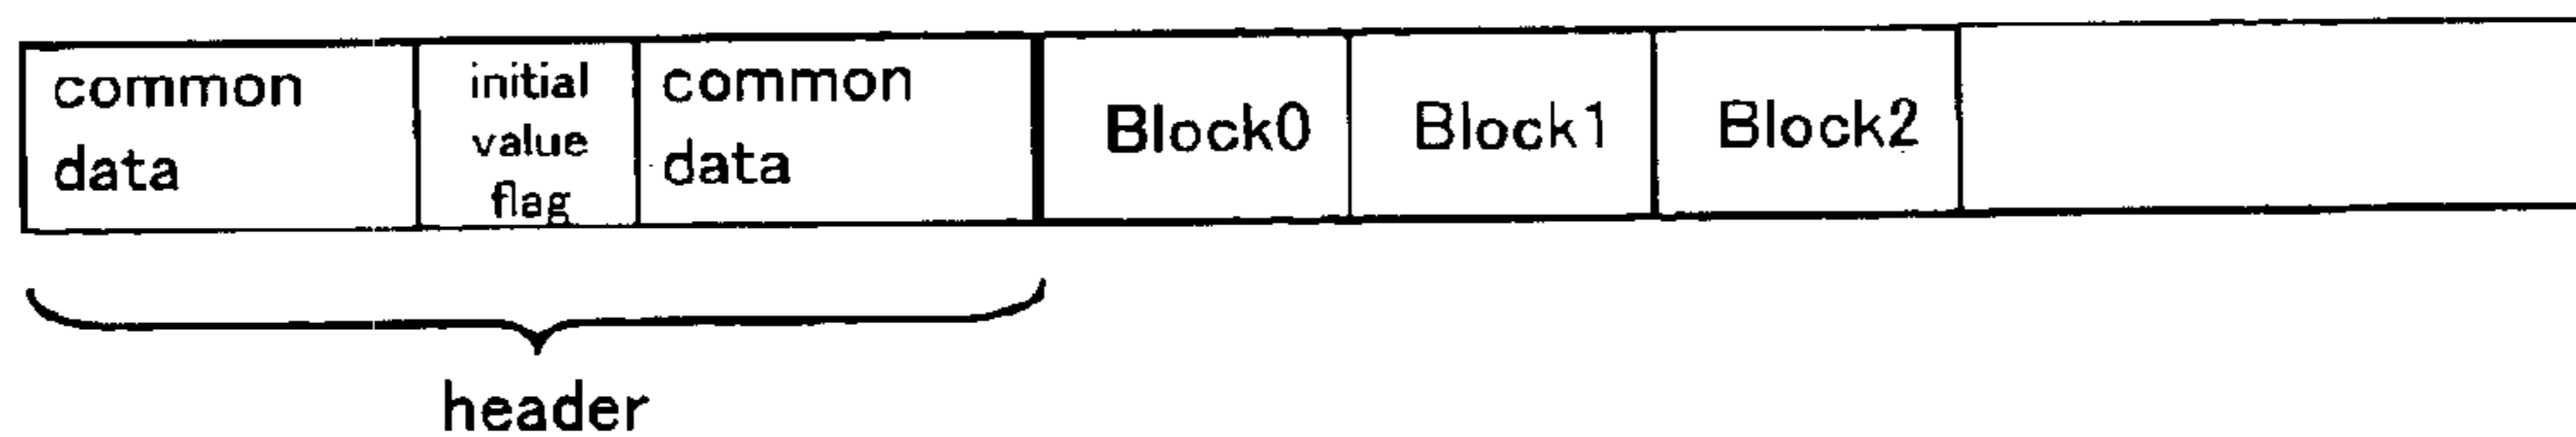 common
data
initial
value
flag
common
data
Block0
Block1
Block2
header